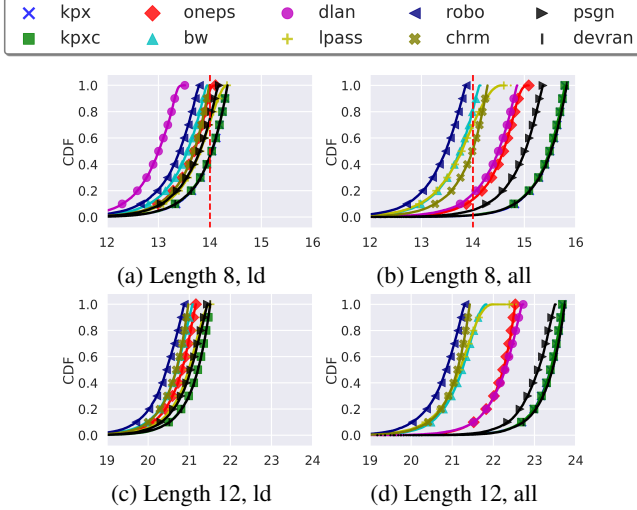 kpx oneps dlan robo psgn
kpxc bw lpass chrm devran
CDF
1.0
0.8
0.6
0.4
0.2
0.0
12 13 14 15 16
(a) Length 8, ld
CDF
1.0
0.8
0.6
0.4
0.2
0.0
12 13 14 15 16
(b) Length 8, all
CDF
1.0
0.8
0.6
0.4
0.2
0.0
19 20 21 22 23 24
(c) Length 12, ld
CDF
1.0
0.8
0.6
0.4
0.2
0.0
19 20 21 22 23 24
(d) Length 12, all